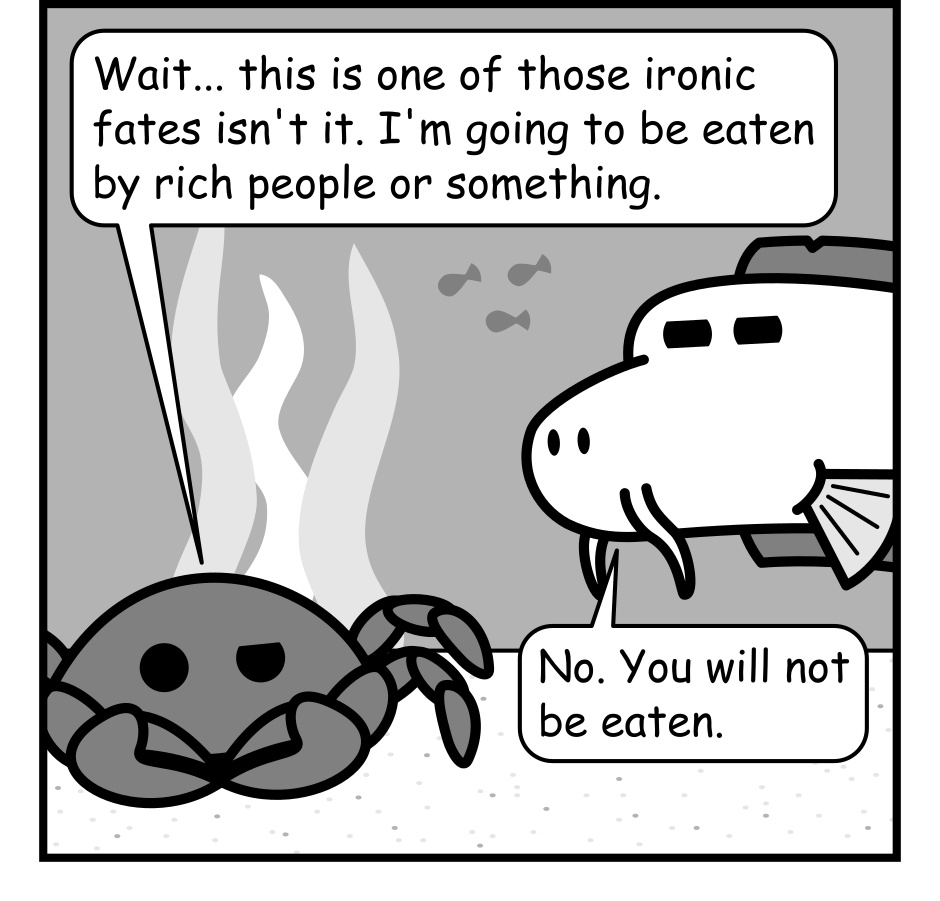 Wait... this is one of those ironic
fates isn't it. I'm going to be eaten
by rich people or something.
No. You will not
be eaten.